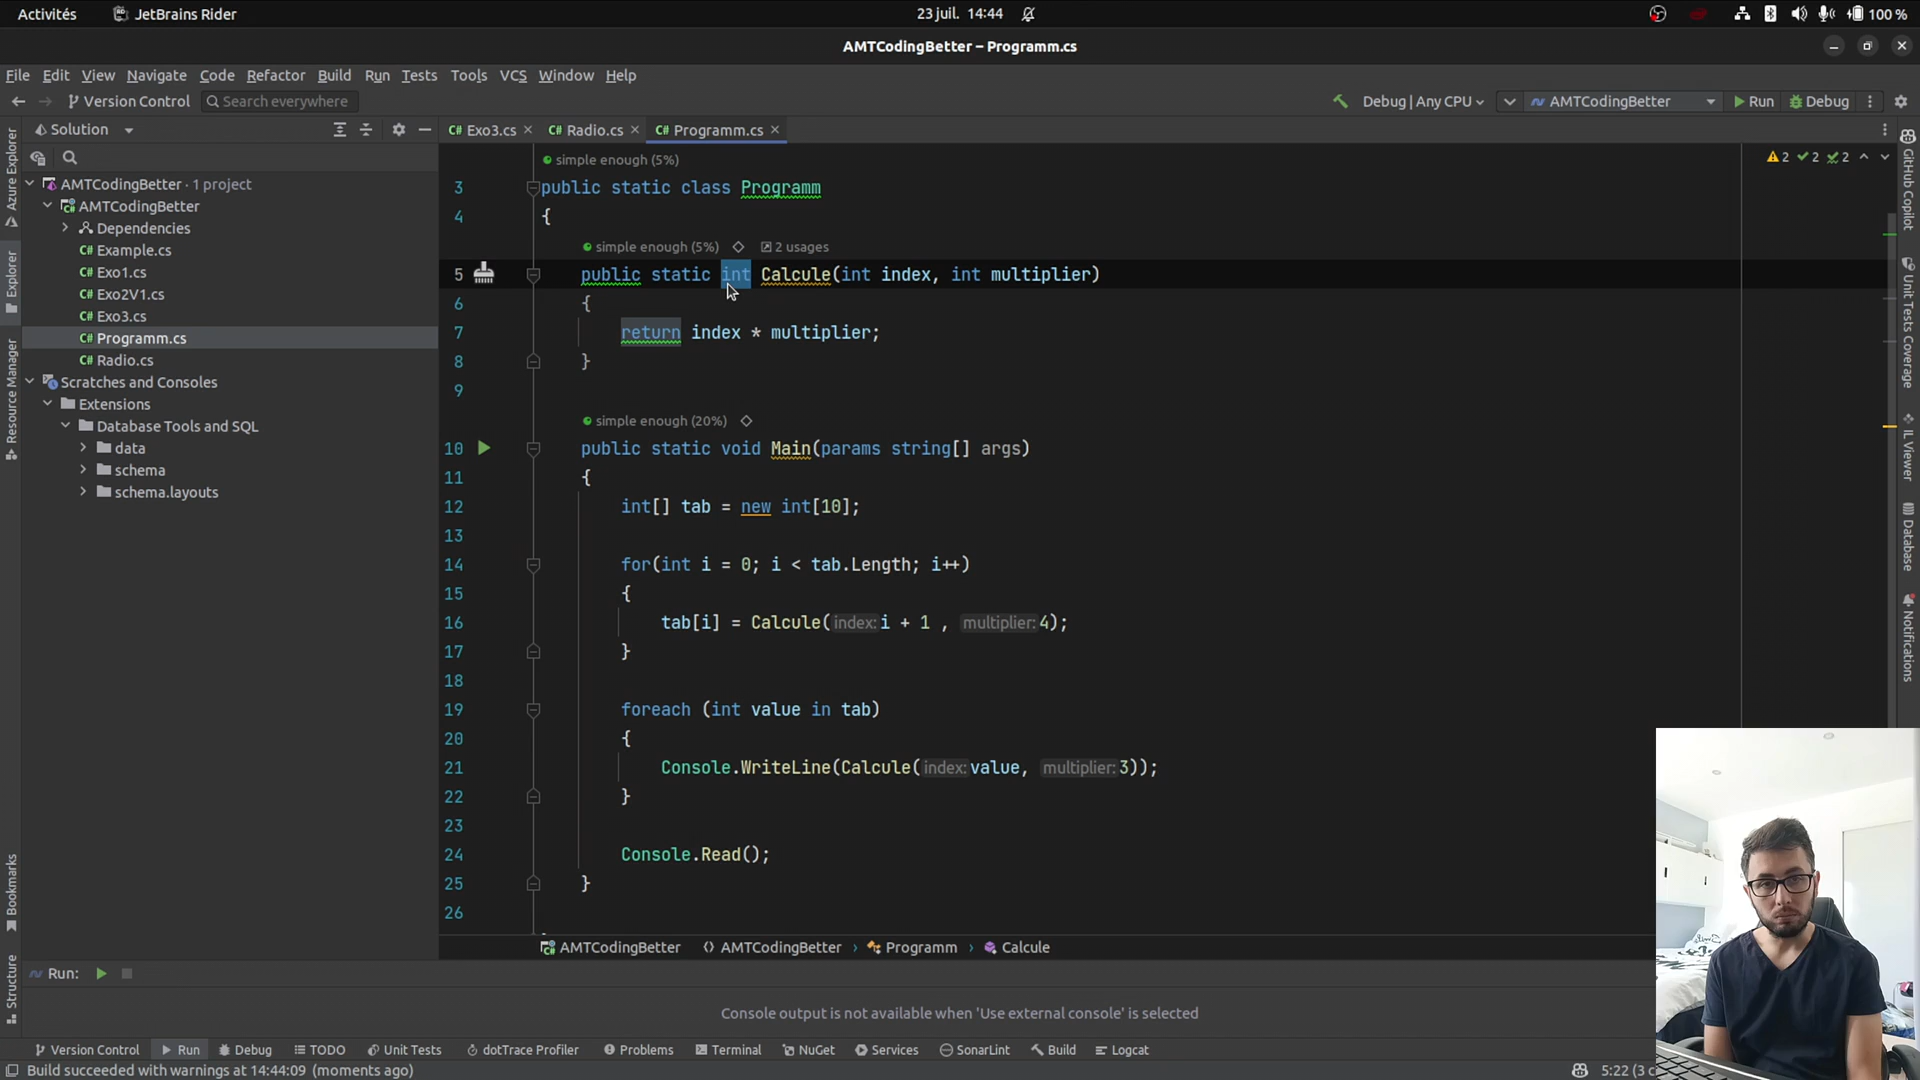 Activités JetBrains Rider 23 juil. 14:44 100 %
AMTCodingBetter – Programm.cs
File Edit View Navigate Code Refactor Build Run Tests Tools VCS Window Help
Version Control Search everywhere Debug | Any CPU AMTCodingBetter Run Debug
Solution
Exo3.cs Radio.cs Programm.cs
AMTCodingBetter · 1 project
AMTCodingBetter
Dependencies
Example.cs
Exo1.cs
Exo2V1.cs
Exo3.cs
Programm.cs
Radio.cs
Scratches and Consoles
Extensions
Database Tools and SQL
data
schema
schema.layouts
Azure Explorer
Explorer
Resource Manager
Bookmarks
Structure
simple enough (5%)
2 2 2
3 public static class Programm
4 {
simple enough (5%) 2 usages
5 public static int Calcule(int index, int multiplier)
6 {
7 return index * multiplier;
8 }
9
simple enough (20%)
10 public static void Main(params string[] args)
11 {
12 int[] tab = new int[10];
13
14 for(int i = 0; i < tab.Length; i++)
15 {
16 tab[i] = Calcule(index: i + 1 , multiplier: 4);
17 }
18
19 foreach (int value in tab)
20 {
21 Console.WriteLine(Calcule(index: value, multiplier: 3));
22 }
23
24 Console.Read();
25 }
26
GitHub Copilot
Unit Tests Coverage
IL Viewer
Database
Notifications
AMTCodingBetter AMTCodingBetter › Programm › Calcule
Run:
Console output is not available when 'Use external console' is selected
Version Control Run Debug TODO Unit Tests dotTrace Profiler Problems Terminal NuGet Services SonarLint Build Logcat
Build succeeded with warnings at 14:44:09 (moments ago) 5:22 (3 c